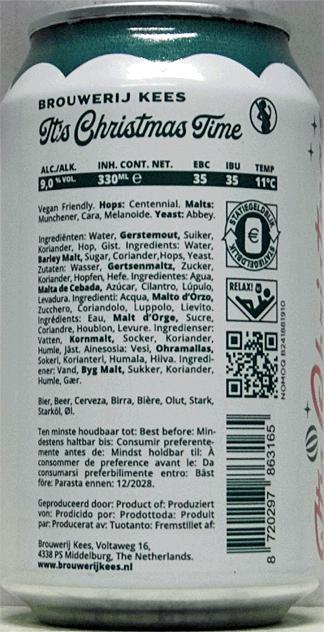 BROUWERIJ KEES
It's Christmas Time
ALC./ALK. INH. CONT. NET. EBC IBU TEMP
9,0 % VOL. 330ML e 35 35 11°C
Vegan Friendly. Hops: Centennial. Malts:
Munchener, Cara, Melanoide. Yeast: Abbey.
Ingrediënten: Water, Gerstemout, Suiker,
Koriander, Hop, Gist. Ingredients: Water,
Barley Malt, Sugar, Coriander, Hops, Yeast.
Zutaten: Wasser, Gertsenmaltz, Zucker,
Koriander, Hopfen, Hefe. Ingredientes: Agua,
Malta de Cebada, Azúcar, Cilantro, Lúpulo,
Levadura. Ingredienti: Acqua, Malto d'Orzo,
Zucchero, Coriandolo, Luppolo, Lievito.
Ingrédients: Eau, Malt d'Orge, Sucre,
Coriandre, Houblon, Levure. Ingredienser:
Vatten, Kornmalt, Socker, Koriander,
Humle, Jäst. Ainesosia: Vesi, Ohramallas,
Sokeri, Korianteri, Humala, Hiiva. Ingredi-
enser: Vand, Byg Malt, Sukker, Koriander,
Humle, Gær.
Bier, Beer, Cerveza, Birra, Bière, Olut, Stark,
Starköl, Øl.
Ten minste houdbaar tot: Best before: Min-
destens haltbar bis: Consumir preferente-
mente antes de: Mindst holdbar til: À
consommer de preference avant le: Da
consumarsi preferibilmente entro: Bäst
före: Parasta ennen: 12/2028.
Geproduceerd door: Product of: Produziert
von: Prodicido por: Prodottoda: Produit
par: Producerat av: Tuotanto: Fremstillet af:
Brouwerij Kees, Voltaweg 16,
4338 PS Middelburg, The Netherlands.
www.brouwerijkees.nl
STATIEGELDBLIK
€
STATIEGELDBLIK
RELAX!
NOMOQ B241881910
8 720297 863165